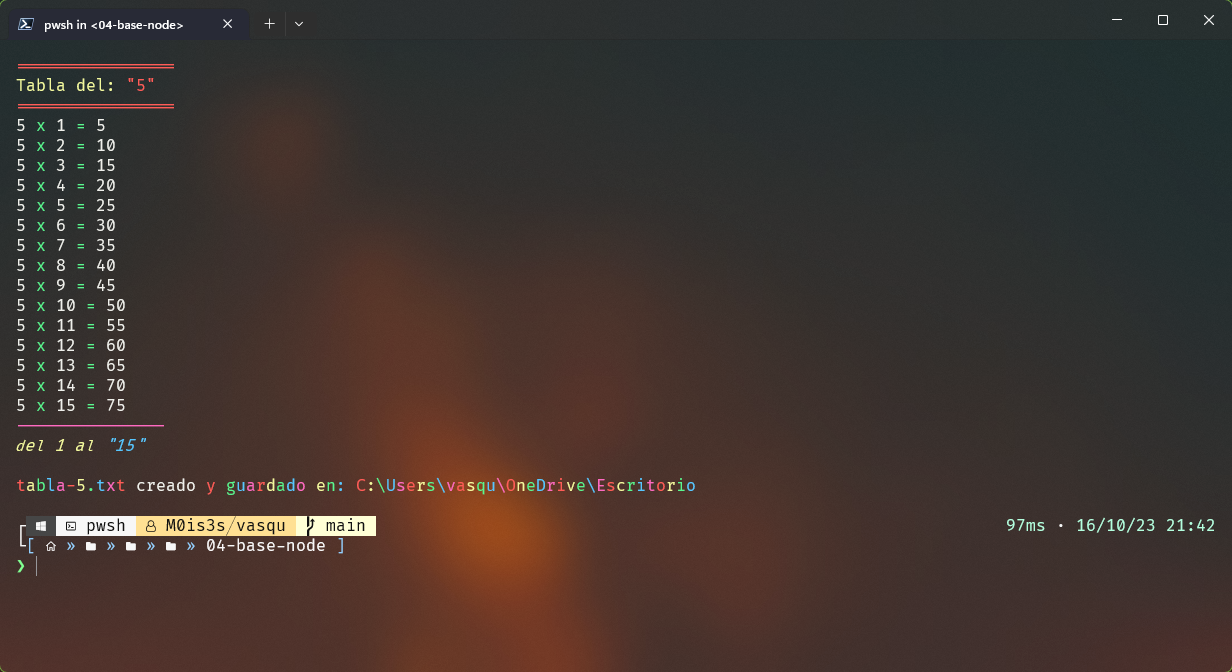 pwsh in <04-base-node>
Tabla del: "5"
5 x 1 = 5
5 x 2 = 10
5 x 3 = 15
5 x 4 = 20
5 x 5 = 25
5 x 6 = 30
5 x 7 = 35
5 x 8 = 40
5 x 9 = 45
5 x 10 = 50
5 x 11 = 55
5 x 12 = 60
5 x 13 = 65
5 x 14 = 70
5 x 15 = 75
del 1 al "15"
tabla-5.txt creado y guardado en: C:\Users\vasqu\OneDrive\Escritorio
pwsh M0is3s/vasqu main 97ms · 16/10/23 21:42
[ » » » » 04-base-node ]
❯